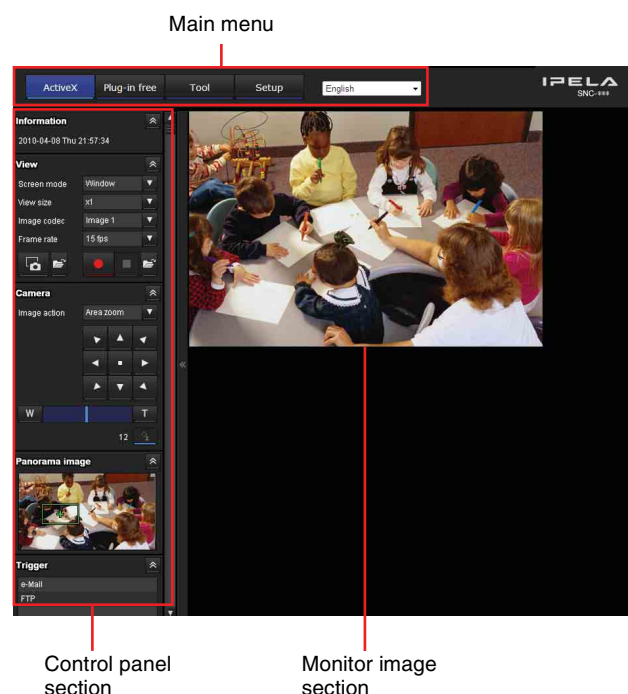 Main menu
ActiveX Plug-in free Tool Setup English
IPELA
SNC-***
Information
2010-04-08 Thu 21:57:34
View
Screen mode Window
View size x1
Image codec Image 1
Frame rate 15 fps
Camera
Image action Area zoom
W T
12
Panorama image
Trigger
e-Mail
FTP
Control panel section
Monitor image section